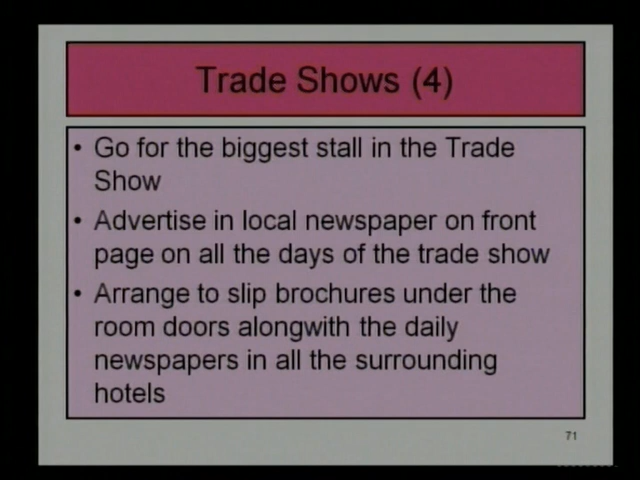 Trade Shows (4)
• Go for the biggest stall in the Trade
Show
• Advertise in local newspaper on front
page on all the days of the trade show
• Arrange to slip brochures under the
room doors alongwith the daily
newspapers in all the surrounding
hotels
71